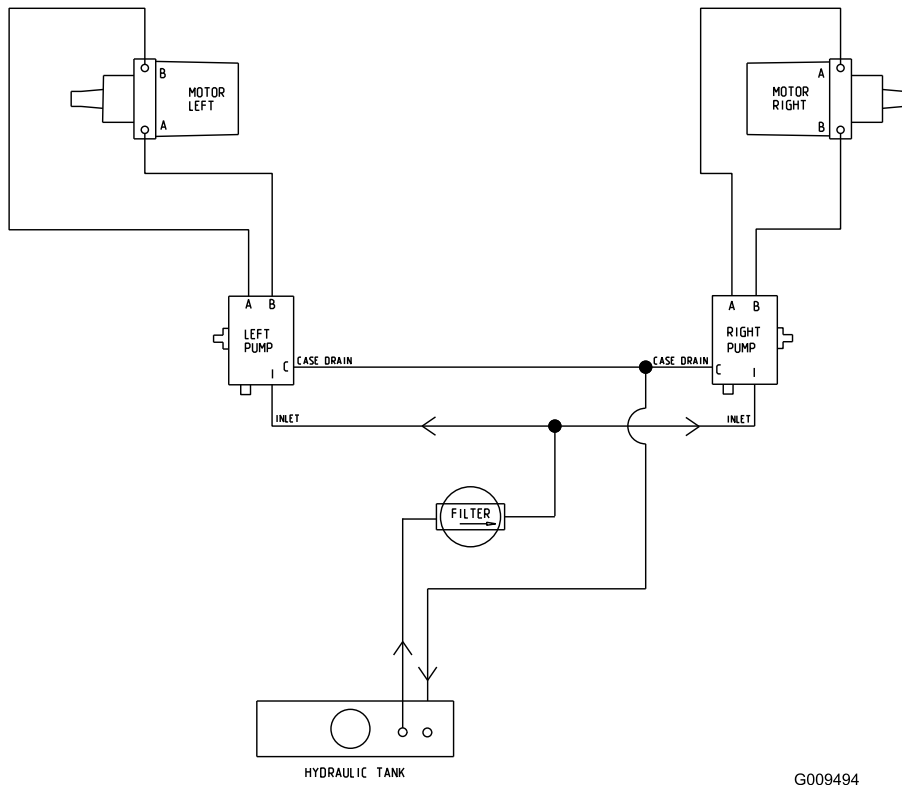 B
MOTOR
LEFT
A
A
MOTOR
RIGHT
B
A B
LEFT
PUMP
C
I
CASE DRAIN
INLET
A B
RIGHT
PUMP
CASE DRAIN
C
I
INLET
FILTER
HYDRAULIC TANK
G009494